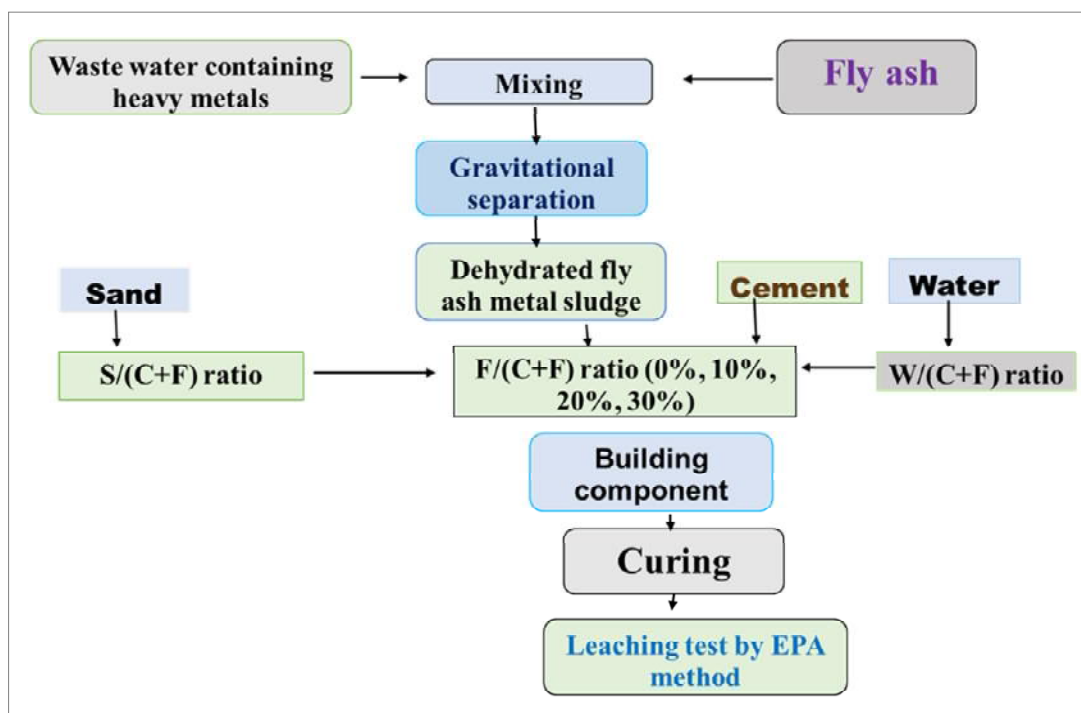 Waste water containing
heavy metals
Mixing
Fly ash
Gravitational
separation
Dehydrated fly
ash metal sludge
Sand
Cement
Water
S/(C+F) ratio
F/(C+F) ratio (0%, 10%,
20%, 30%)
W/(C+F) ratio
Building
component
Curing
Leaching test by EPA
method